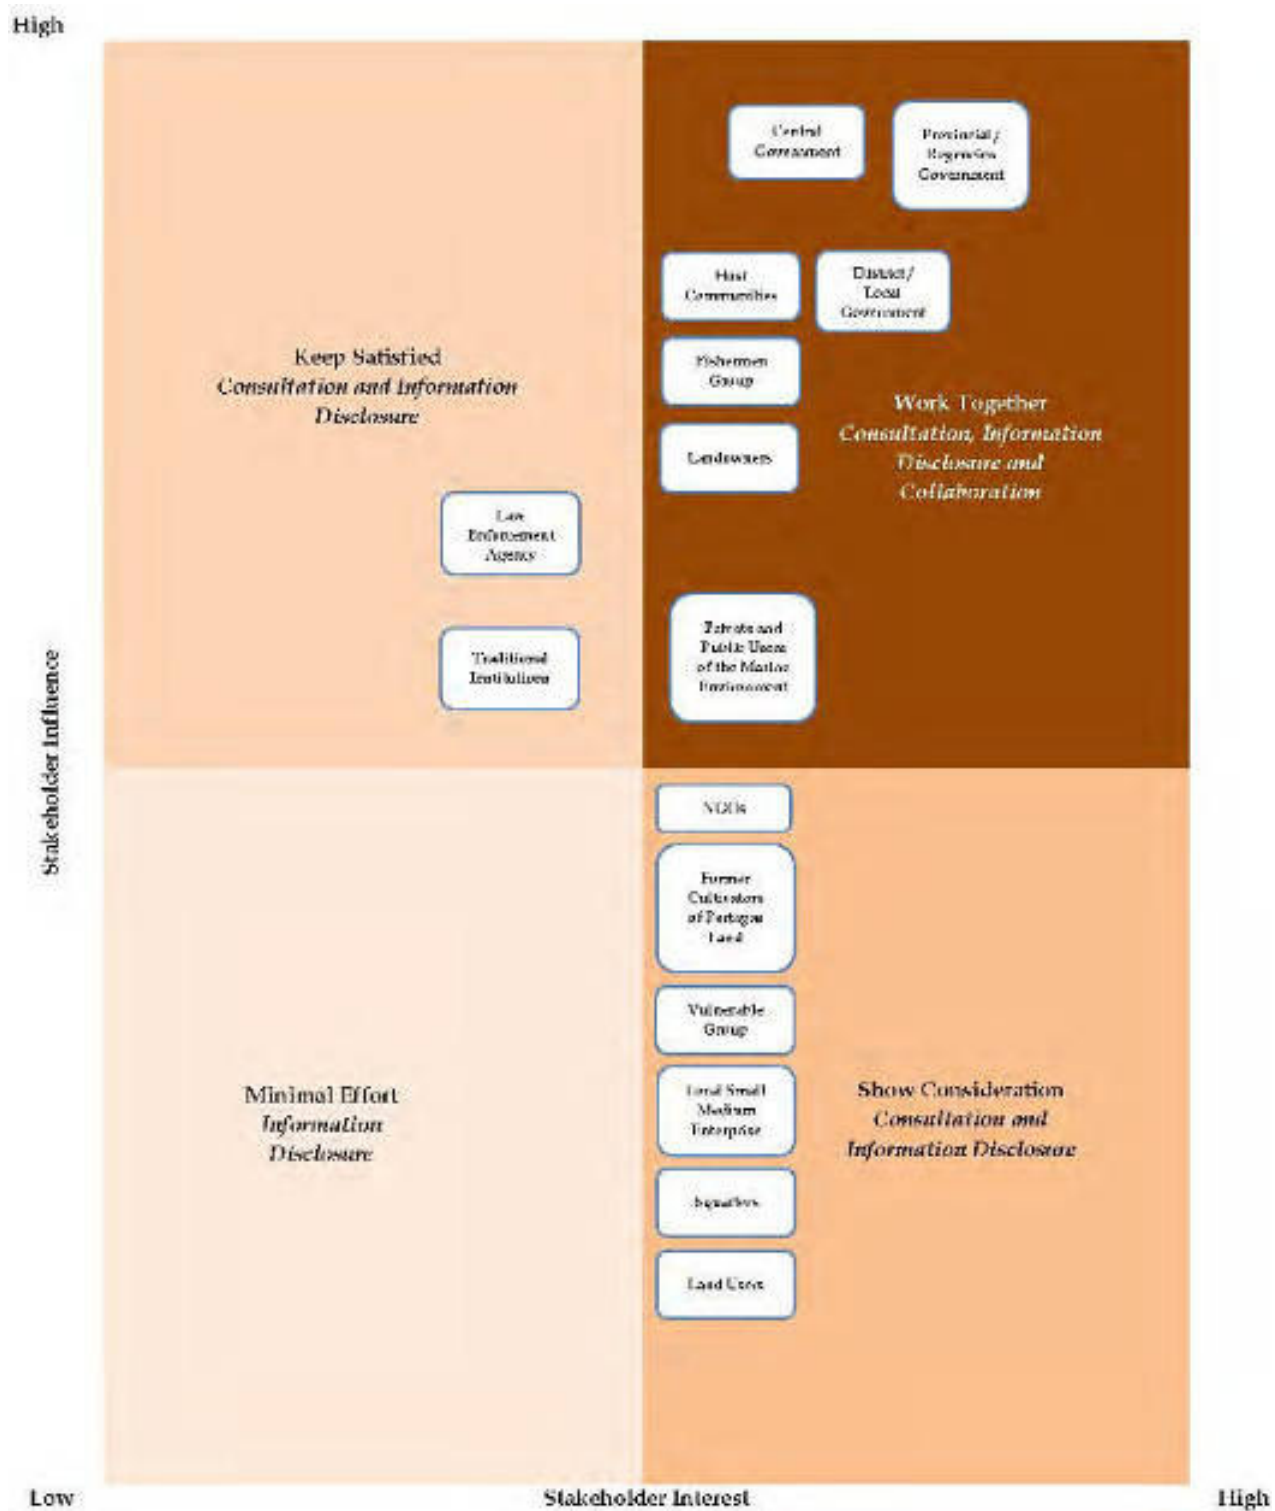 High
Central
Government
Provincial /
Regencies
Government
Host
Communities
District /
Local
Government
Fishermen
Group
Landowners
Keep Satisfied
Consultation and Information
Disclosure
Work Together
Consultation, Information
Disclosure and
Collaboration
Law
Enforcement
Agency
Traditional
Institutions
Private and
Public Users
of the Marine
Environment
Stakeholder Influence
NGOs
Former
Cultivators
of Pertagas
Land
Vulnerable
Group
Local Small
Medium
Enterprise
Squatters
Land Users
Minimal Effort
Information
Disclosure
Show Consideration
Consultation and
Information Disclosure
Low
Stakeholder Interest
High